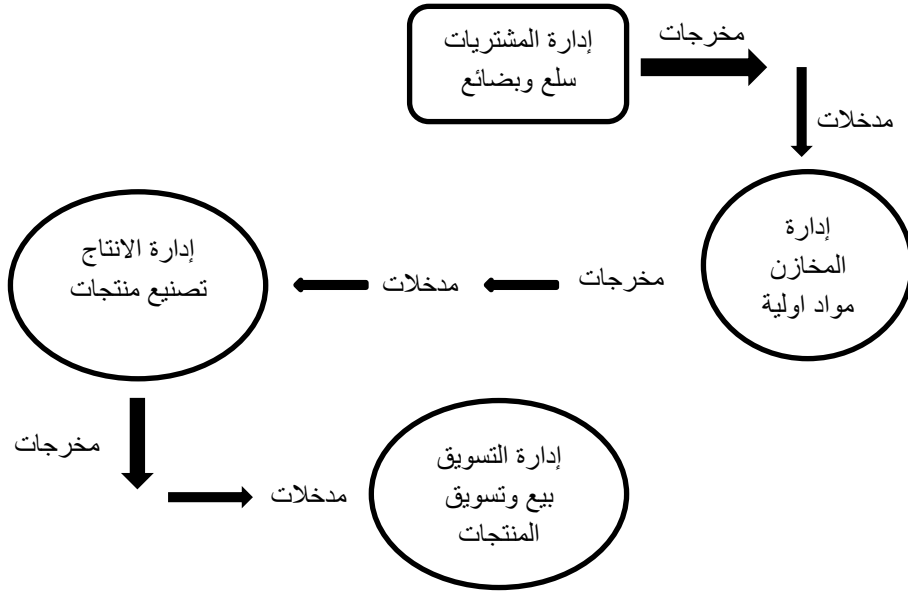 إدارة المشتريات
سلع وبضائع
مخرجات
مدخلات
إدارة
المخازن
مواد اولية
مخرجات
مدخلات
إدارة الانتاج
تصنيع منتجات
مخرجات
مدخلات
إدارة التسويق
بيع وتسويق
المنتجات